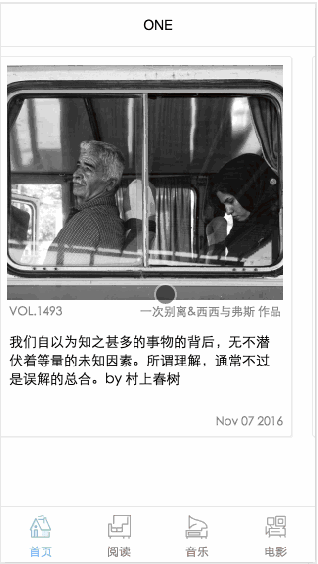 ONE
VOL.1493
一次别离&西西与弗斯 作品
我们自以为知之甚多的事物的背后，无不潜
伏着等量的未知因素。所谓理解，通常不过
是误解的总合。by 村上春树
Nov 07 2016
首页
阅读
音乐
电影